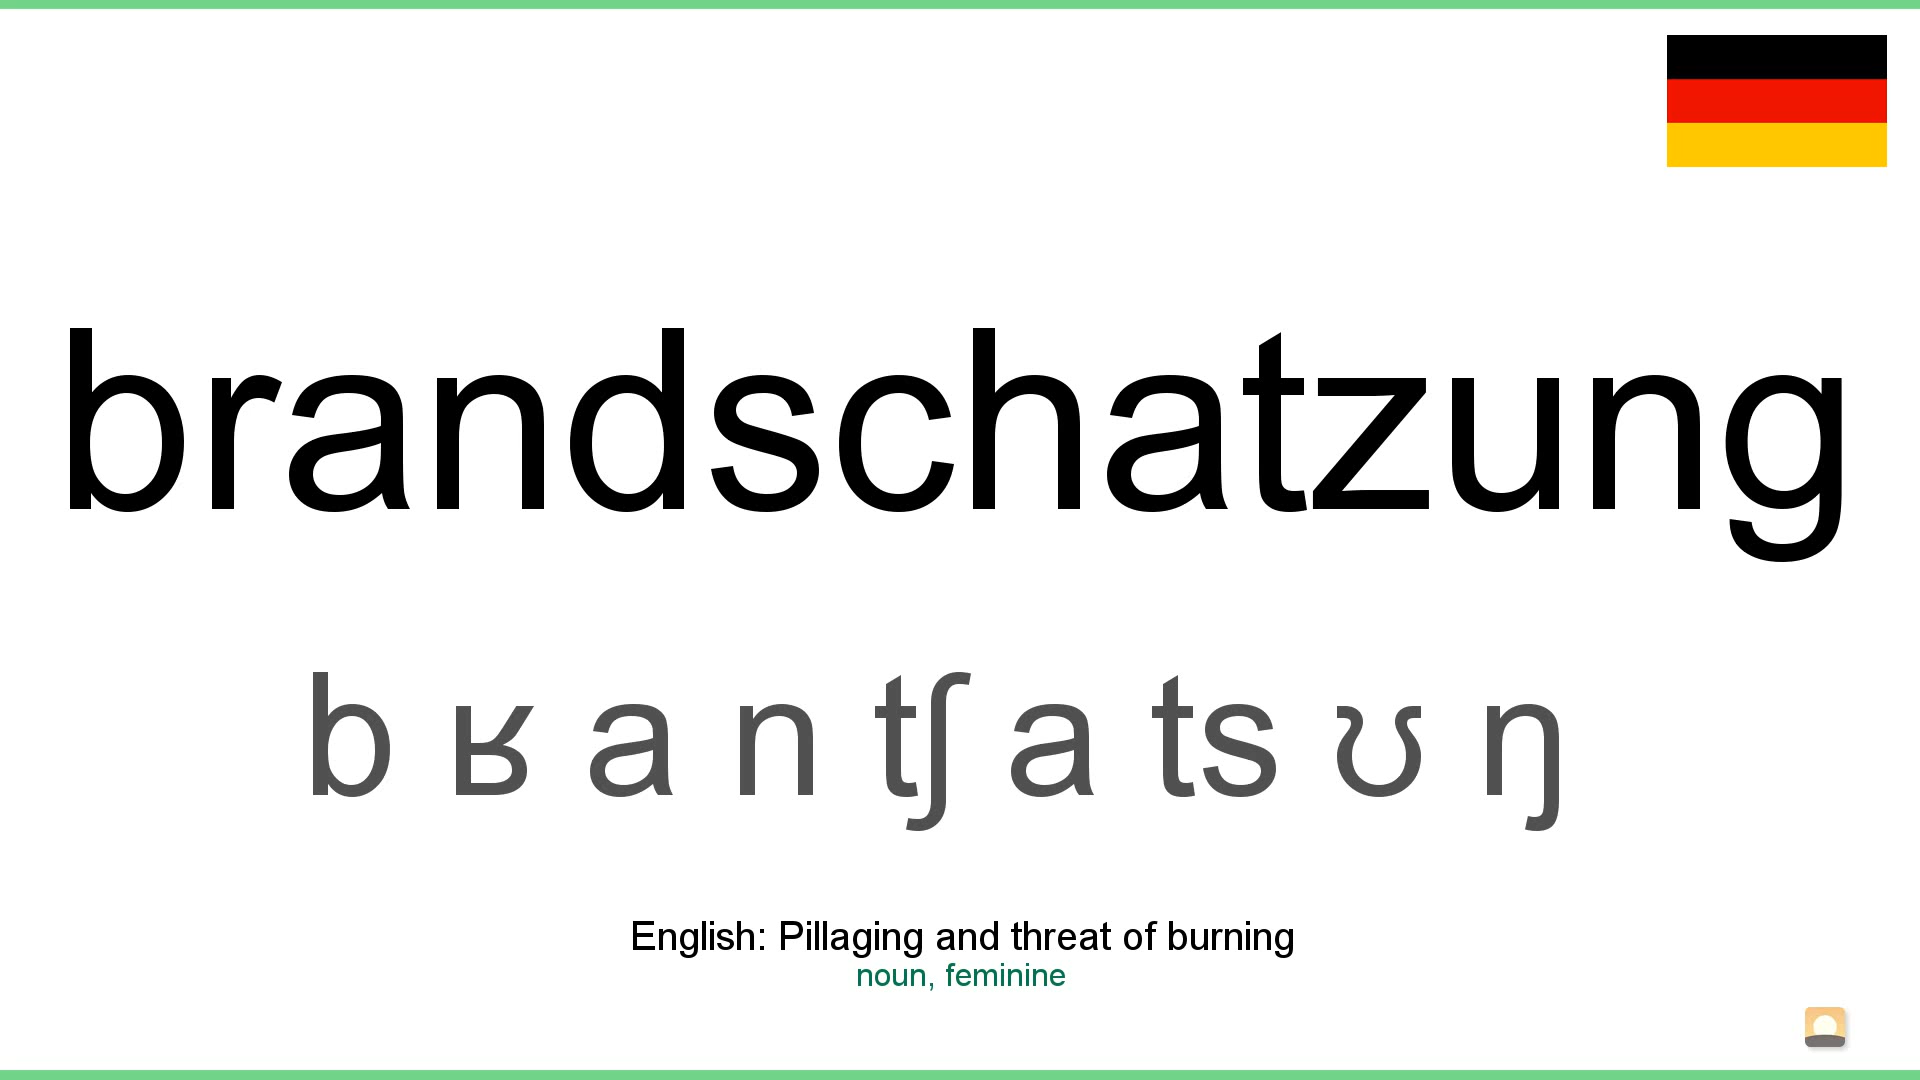 brandschatzung
b ʁ a n tʃ a ts ʊ ŋ
English: Pillaging and threat of burning
noun, feminine